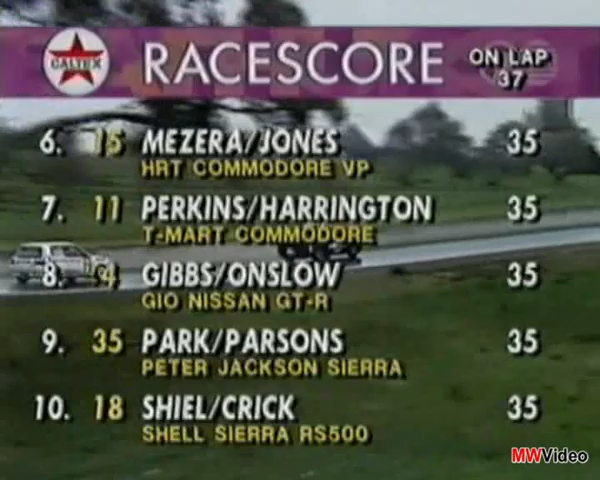 CALTEX
RACESCORE
ON LAP
37
6. 15 MEZERA/JONES 35
HRT COMMODORE VP
7. 11 PERKINS/HARRINGTON 35
T-MART COMMODORE
8. 4 GIBBS/ONSLOW 35
GIO NISSAN GT-R
9. 35 PARK/PARSONS 35
PETER JACKSON SIERRA
10. 18 SHIEL/CRICK 35
SHELL SIERRA RS500
MWVideo